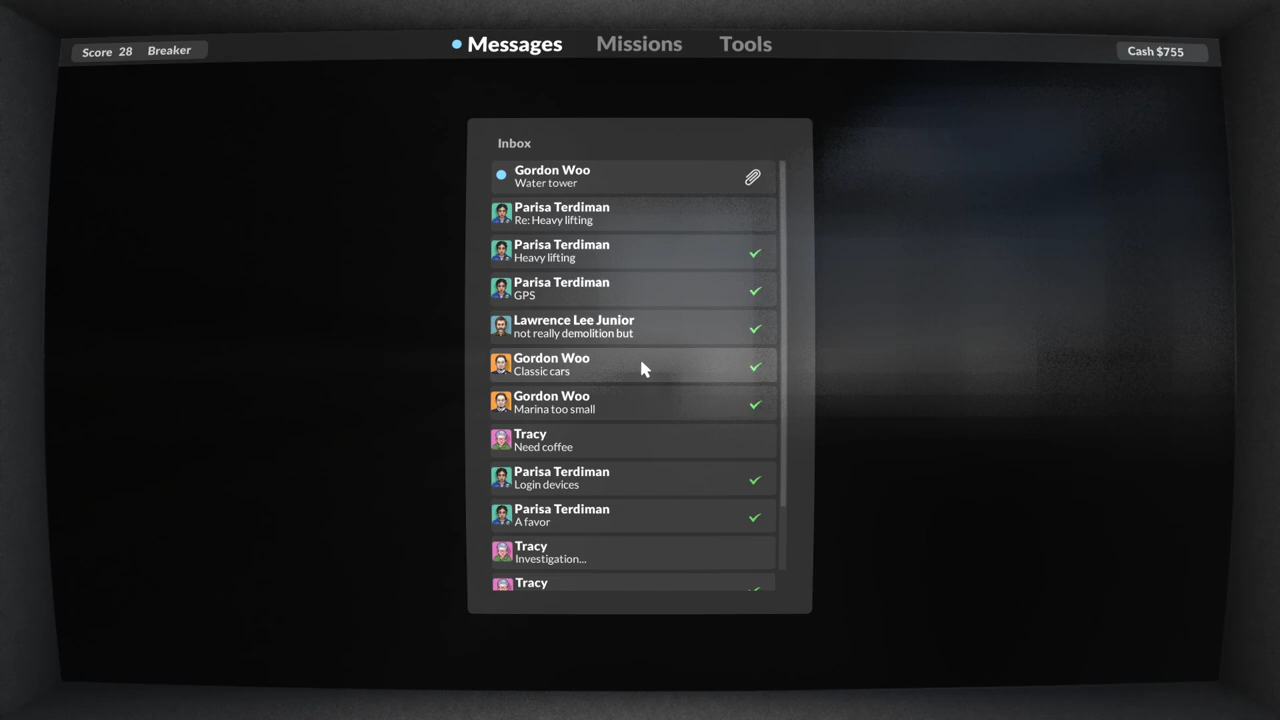 Score 28 Breaker
Messages
Missions
Tools
Cash $755
Inbox
Gordon Woo
Water tower
Parisa Terdiman
Re: Heavy lifting
Parisa Terdiman
Heavy lifting
Parisa Terdiman
GPS
Lawrence Lee Junior
not really demolition but
Gordon Woo
Classic cars
Gordon Woo
Marina too small
Tracy
Need coffee
Parisa Terdiman
Login devices
Parisa Terdiman
A favor
Tracy
Investigation...
Tracy